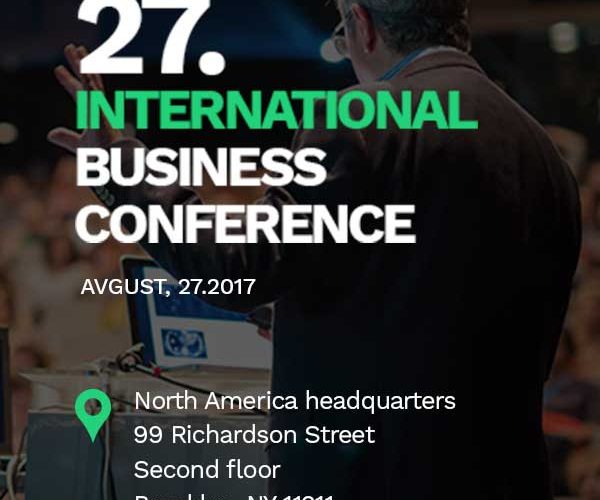 27.
INTERNATIONAL
BUSINESS
CONFERENCE
AVGUST, 27.2017
North America headquarters
99 Richardson Street
Second floor